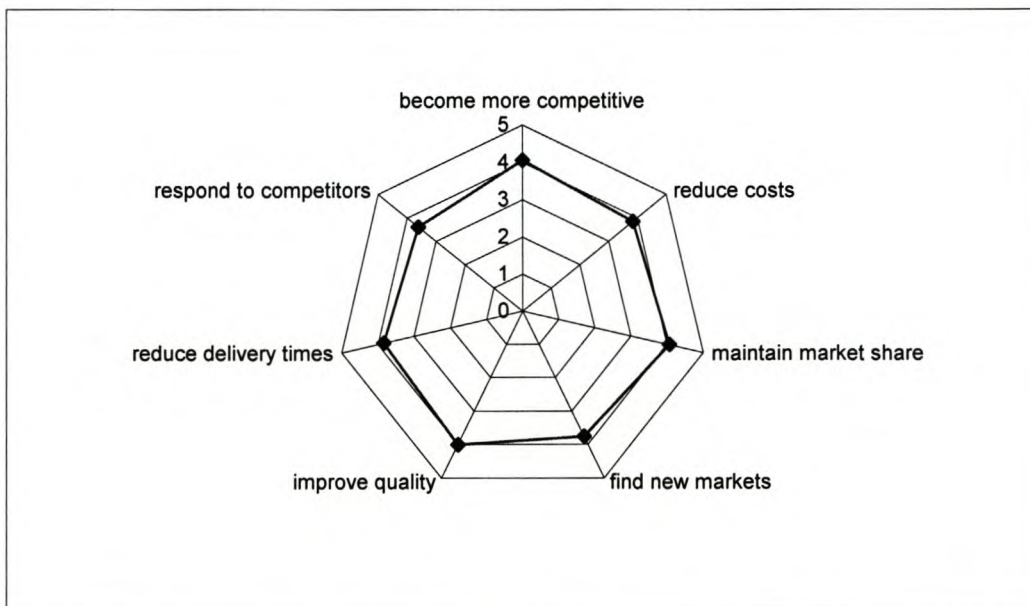 become more competitive
5
4
3
2
1
0
respond to competitors
reduce costs
reduce delivery times
maintain market share
improve quality
find new markets